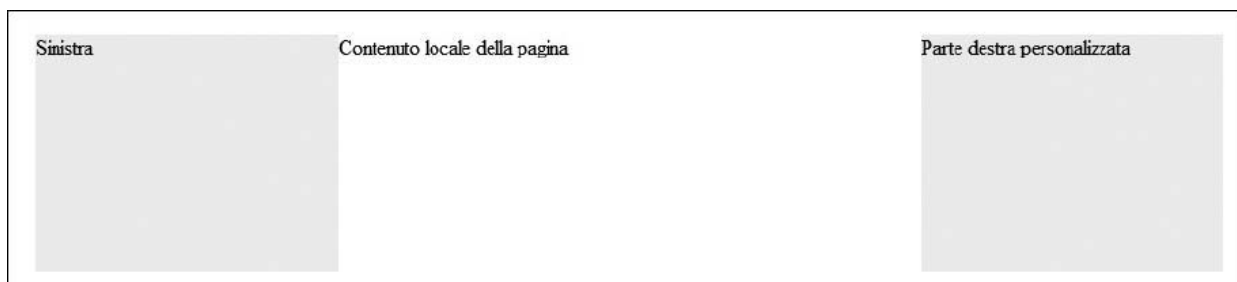 Sinistra
Contenuto locale della pagina
Parte destra personalizzata